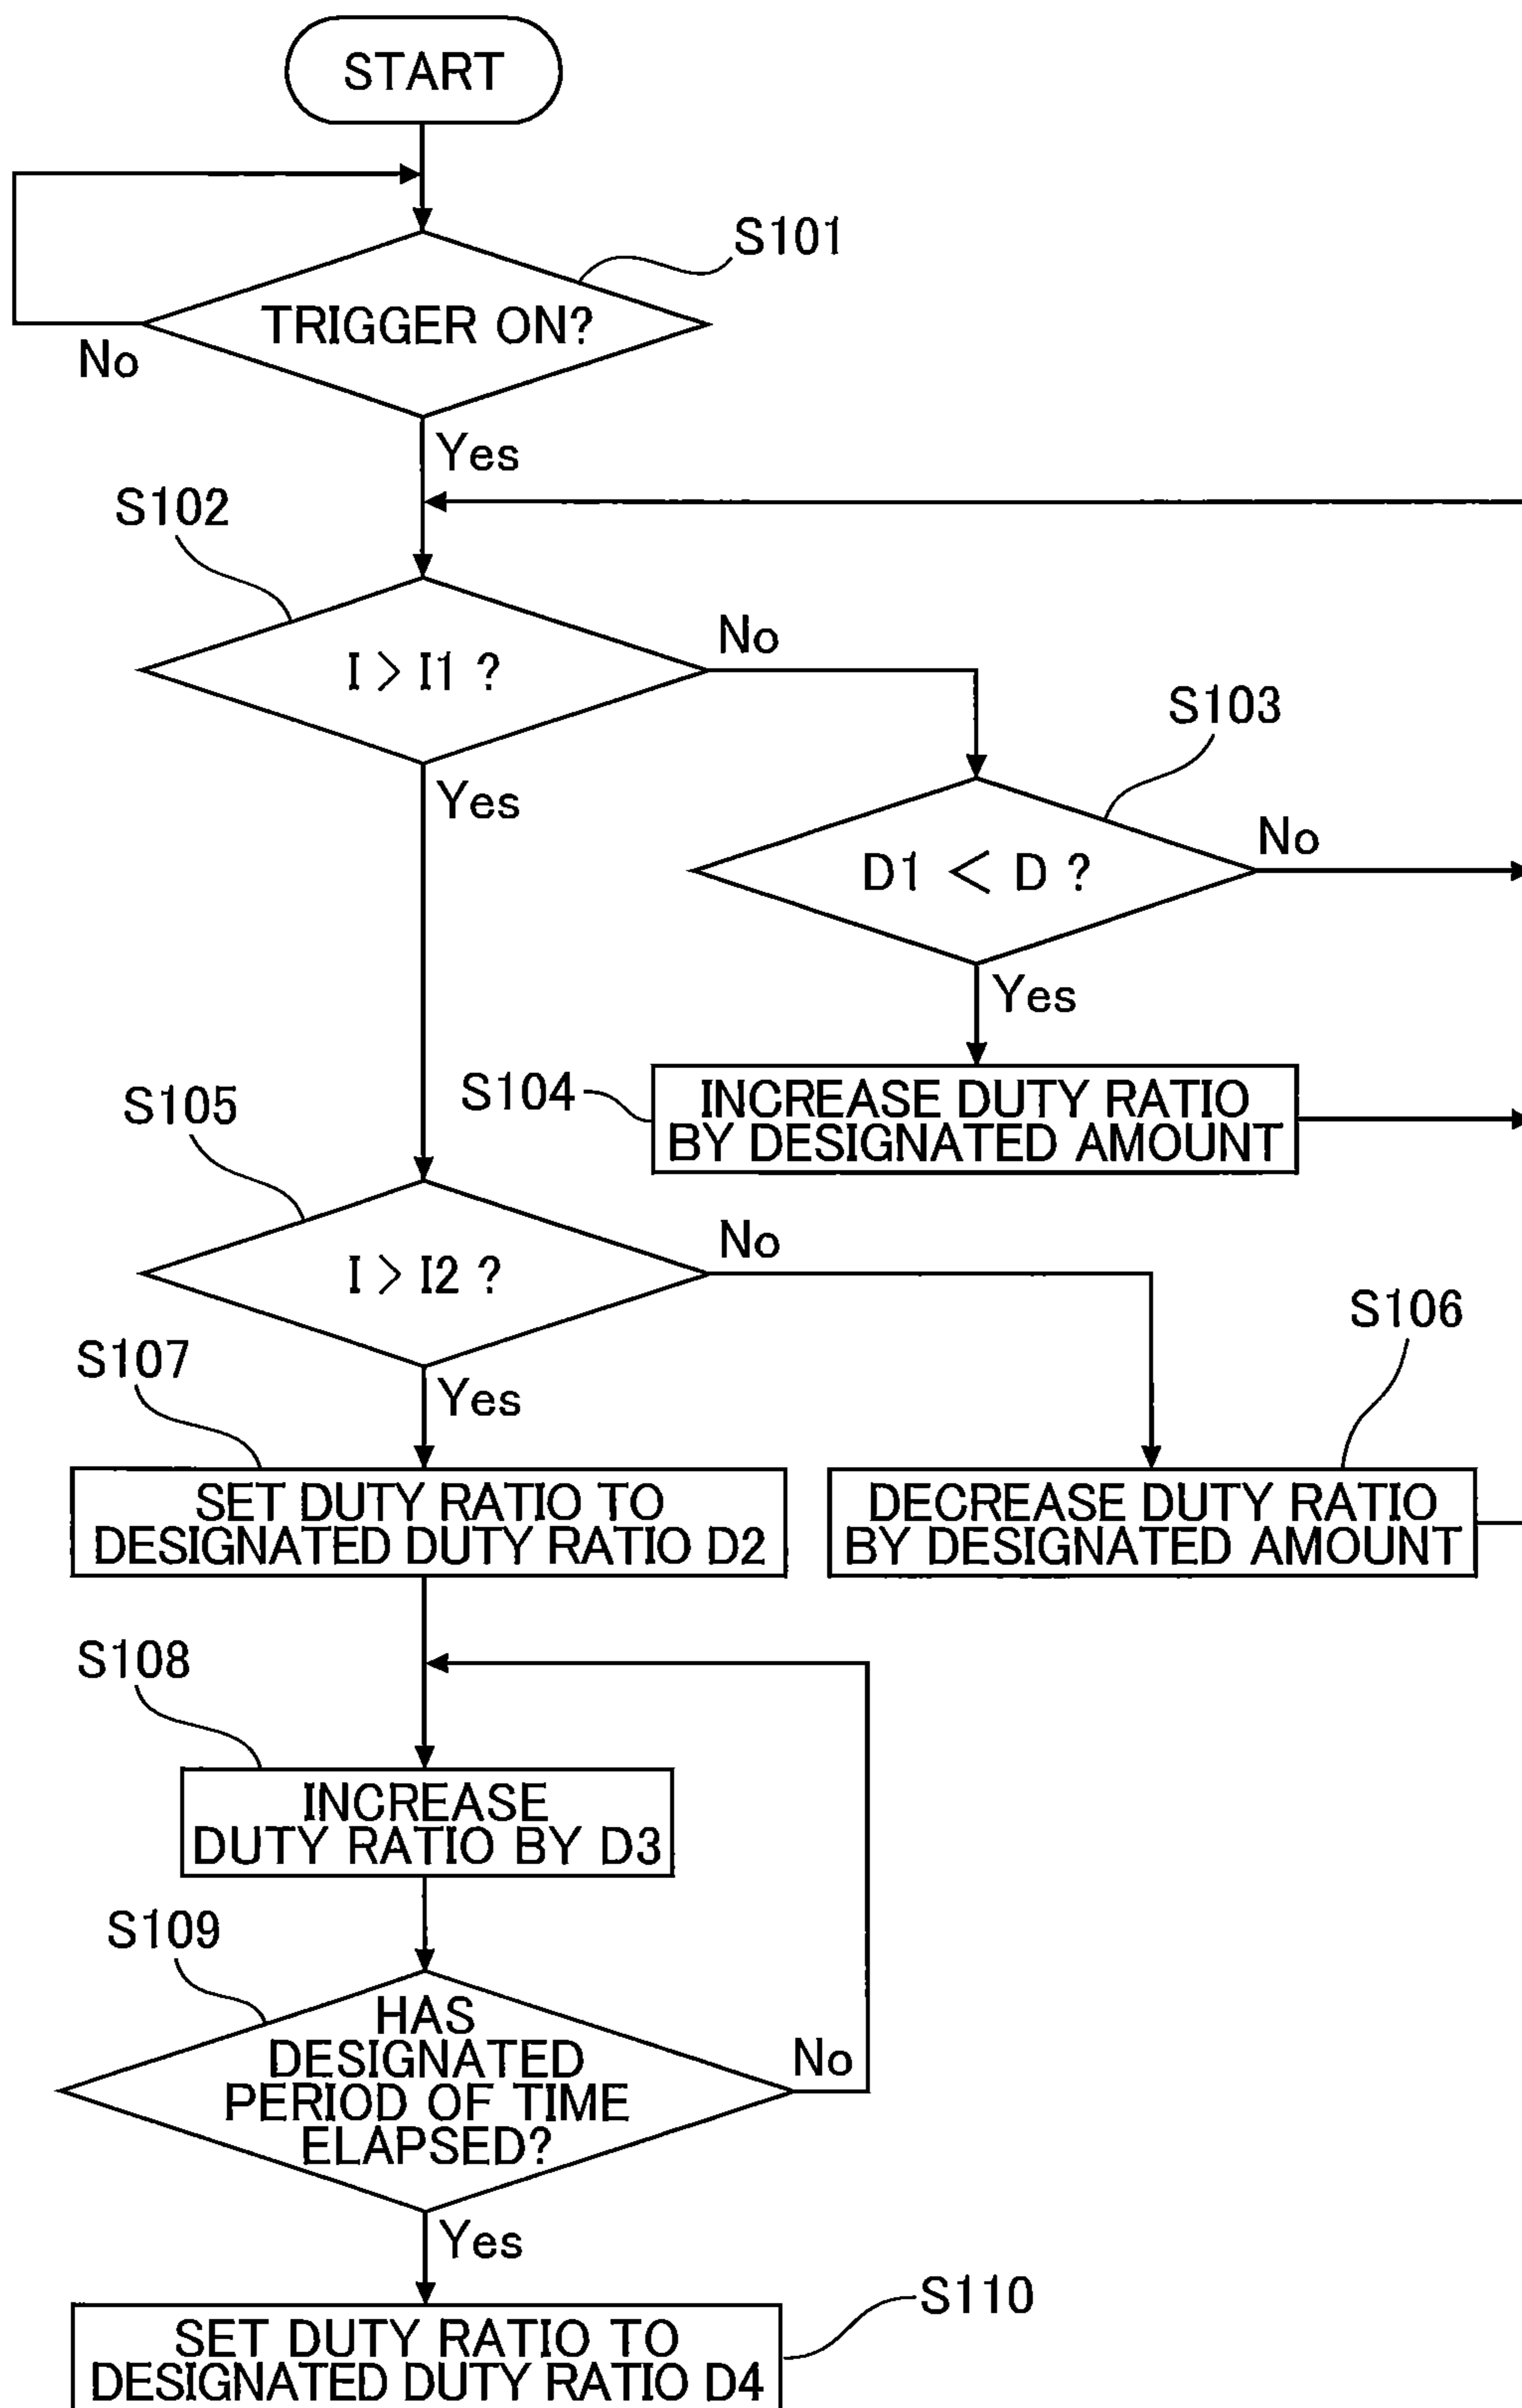 START
S101
TRIGGER ON?
No
Yes
S102
I > I1 ?
No
Yes
S103
D1 < D ?
No
Yes
S104
INCREASE DUTY RATIO
BY DESIGNATED AMOUNT
S105
I > I2 ?
No
Yes
S106
DECREASE DUTY RATIO
BY DESIGNATED AMOUNT
S107
SET DUTY RATIO TO
DESIGNATED DUTY RATIO D2
S108
INCREASE
DUTY RATIO BY D3
S109
HAS
DESIGNATED
PERIOD OF TIME
ELAPSED?
No
Yes
S110
SET DUTY RATIO TO
DESIGNATED DUTY RATIO D4